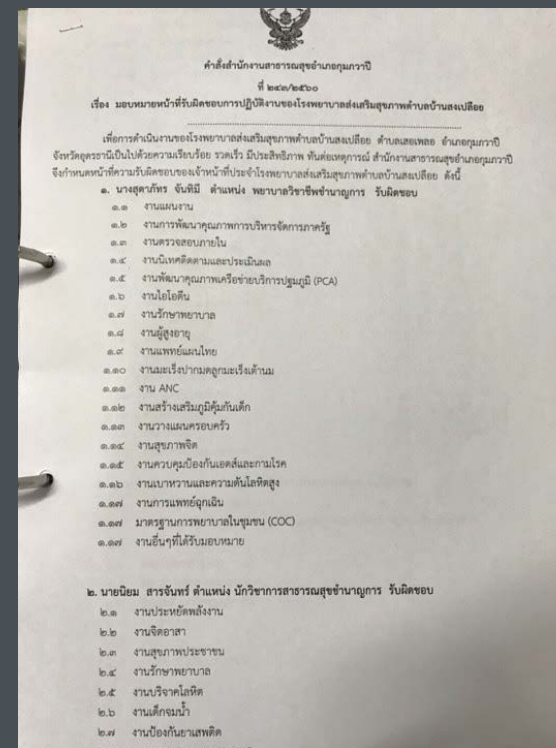 คำสั่งสำนักงานสาธารณสุขอำเภอกุมภวาปี
ที่ ๒๔๓/๒๕๖๐
เรื่อง มอบหมายหน้าที่รับผิดชอบการปฏิบัติงานของโรงพยาบาลส่งเสริมสุขภาพตำบลบ้านสงเปลือย
เพื่อการดำเนินงานของโรงพยาบาลส่งเสริมสุขภาพตำบลบ้านสงเปลือย ตำบลเสอเพลอ อำเภอกุมภวาปี
จังหวัดอุดรธานีเป็นไปด้วยความเรียบร้อย รวดเร็ว มีประสิทธิภาพ ทันต่อเหตุการณ์ สำนักงานสาธารณสุขอำเภอกุมภวาปี
จึงกำหนดหน้าที่ความรับผิดชอบของเจ้าหน้าที่ประจำโรงพยาบาลส่งเสริมสุขภาพตำบลบ้านสงเปลือย ดังนี้
๑. นางสุดาภัทร จันทิมี ตำแหน่ง พยาบาลวิชาชีพชำนาญการ รับผิดชอบ
๑.๑ งานแผนงาน
๑.๒ งานการพัฒนาคุณภาพการบริหารจัดการภาครัฐ
๑.๓ งานตรวจสอบภายใน
๑.๔ งานนิเทศติดตามและประเมินผล
๑.๕ งานพัฒนาคุณภาพเครือข่ายบริการปฐมภูมิ (PCA)
๑.๖ งานไอโอดีน
๑.๗ งานรักษาพยาบาล
๑.๘ งานผู้สูงอายุ
๑.๙ งานแพทย์แผนไทย
๑.๑๐ งานมะเร็งปากมดลูกมะเร็งเต้านม
๑.๑๑ งาน ANC
๑.๑๒ งานสร้างเสริมภูมิคุ้มกันเด็ก
๑.๑๓ งานวางแผนครอบครัว
๑.๑๔ งานสุขภาพจิต
๑.๑๕ งานควบคุมป้องกันเอดส์และกามโรค
๑.๑๖ งานเบาหวานและความดันโลหิตสูง
๑.๑๗ งานการแพทย์ฉุกเฉิน
๑.๑๗ มาตรฐานการพยาบาลในชุมชน (COC)
๑.๑๗ งานอื่นๆที่ได้รับมอบหมาย
๒. นายนิยม สารจันทร์ ตำแหน่ง นักวิชาการสาธารณสุขชำนาญการ รับผิดชอบ
๒.๑ งานประหยัดพลังงาน
๒.๒ งานจิตอาสา
๒.๓ งานสุขภาพประชาชน
๒.๔ งานรักษาพยาบาล
๒.๕ งานบริจาคโลหิต
๒.๖ งานเด็กจมน้ำ
๒.๗ งานป้องกันยาเสพติด